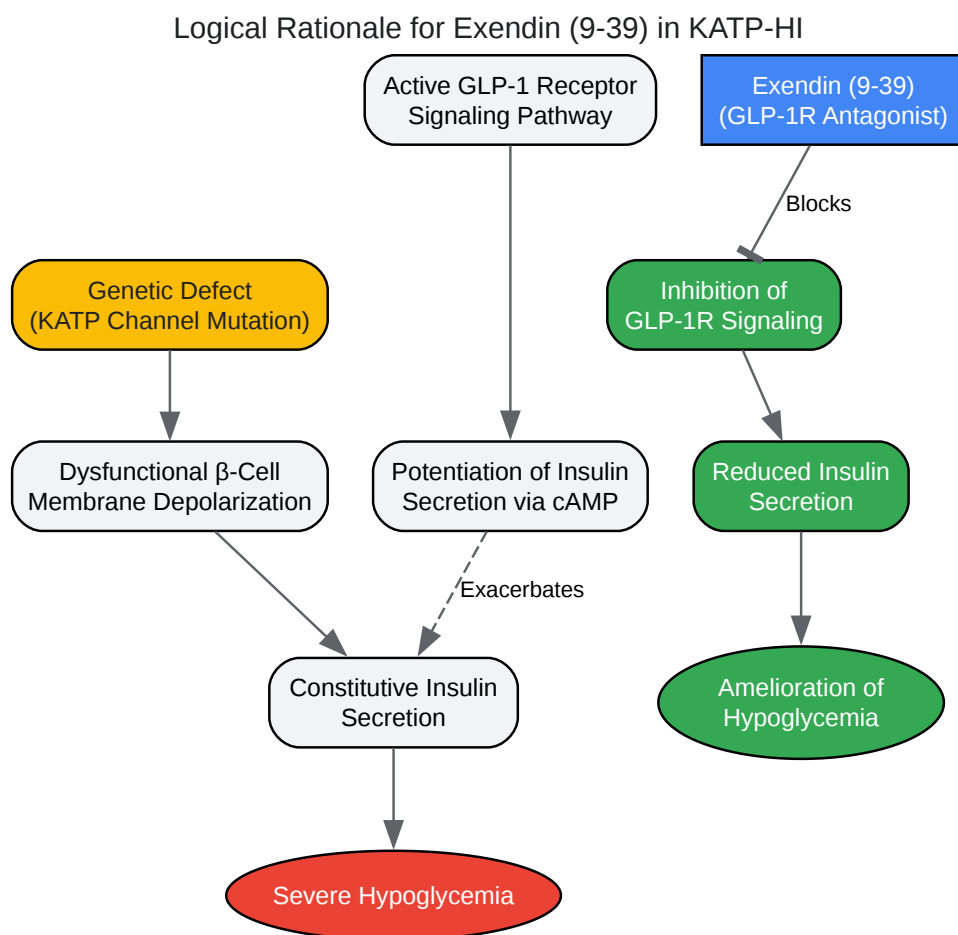 Logical Rationale for Exendin (9-39) in KATP-HI
Active GLP-1 Receptor
Signaling Pathway
Exendin (9-39)
(GLP-1R Antagonist)
Blocks
Genetic Defect
(KATP Channel Mutation)
Inhibition of
GLP-1R Signaling
Dysfunctional β-Cell
Membrane Depolarization
Potentiation of Insulin
Secretion via cAMP
Reduced Insulin
Secretion
Exacerbates
Constitutive Insulin
Secretion
Amelioration of
Hypoglycemia
Severe Hypoglycemia